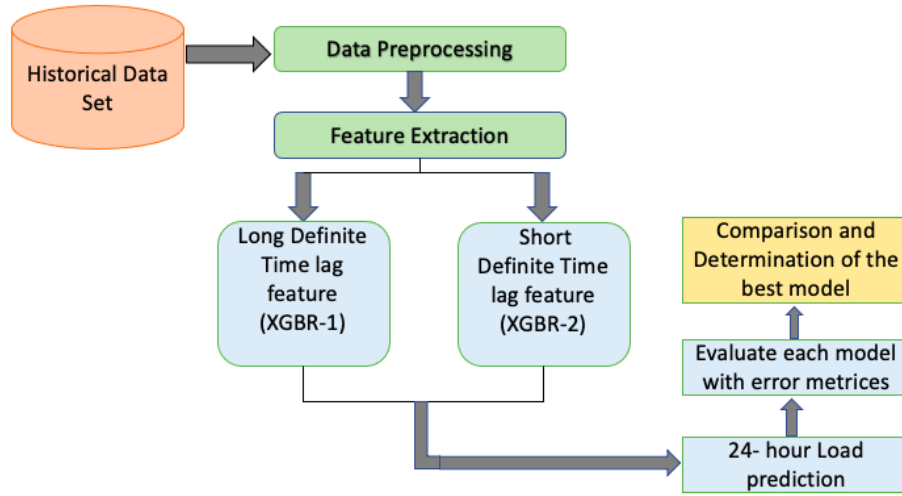 Historical Data
Set
Data Preprocessing
Feature Extraction
Long Definite
Time lag
feature
(XGBR-1)
Short
Definite Time
lag feature
(XGBR-2)
Comparison and
Determination of the
best model
Evaluate each model
with error metrices
24- hour Load
prediction